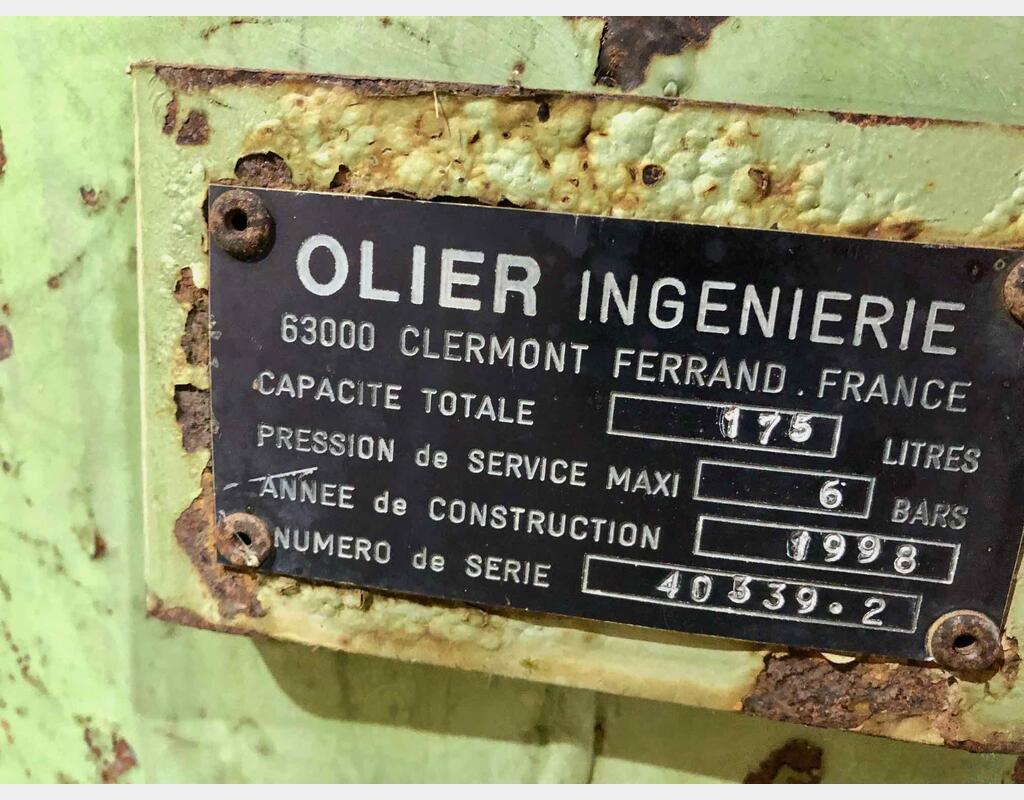 OLIER INGENIERIE
63000 CLERMONT FERRAND . FRANCE
CAPACITE TOTALE 175 LITRES
PRESSION de SERVICE MAXI 6 BARS
ANNEE de CONSTRUCTION 1998
NUMERO de SERIE 40339.2